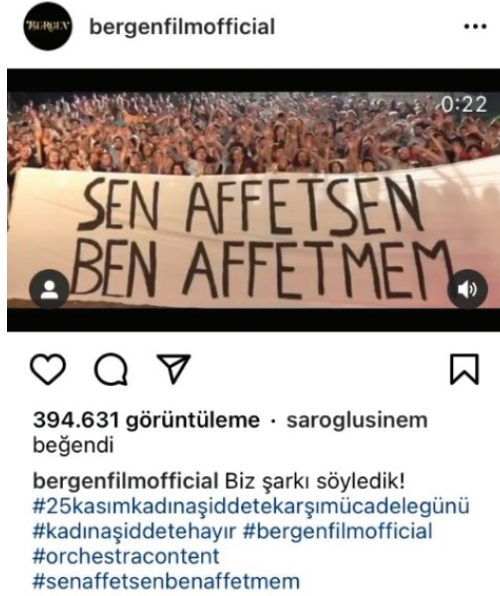 BERGEN
bergenfilmofficial
0:22
SEN AFFETSEN
BEN AFFETMEM
394.631 görüntüleme · saroglusinem
beğendi
bergenfilmofficial Biz şarkı söyledik!
#25kasımkadınaşiddetekarşımücadelegünü
#kadınaşiddetehayır #bergenfilmofficial
#orchestracontent
#senaffetsenbenaffetmem